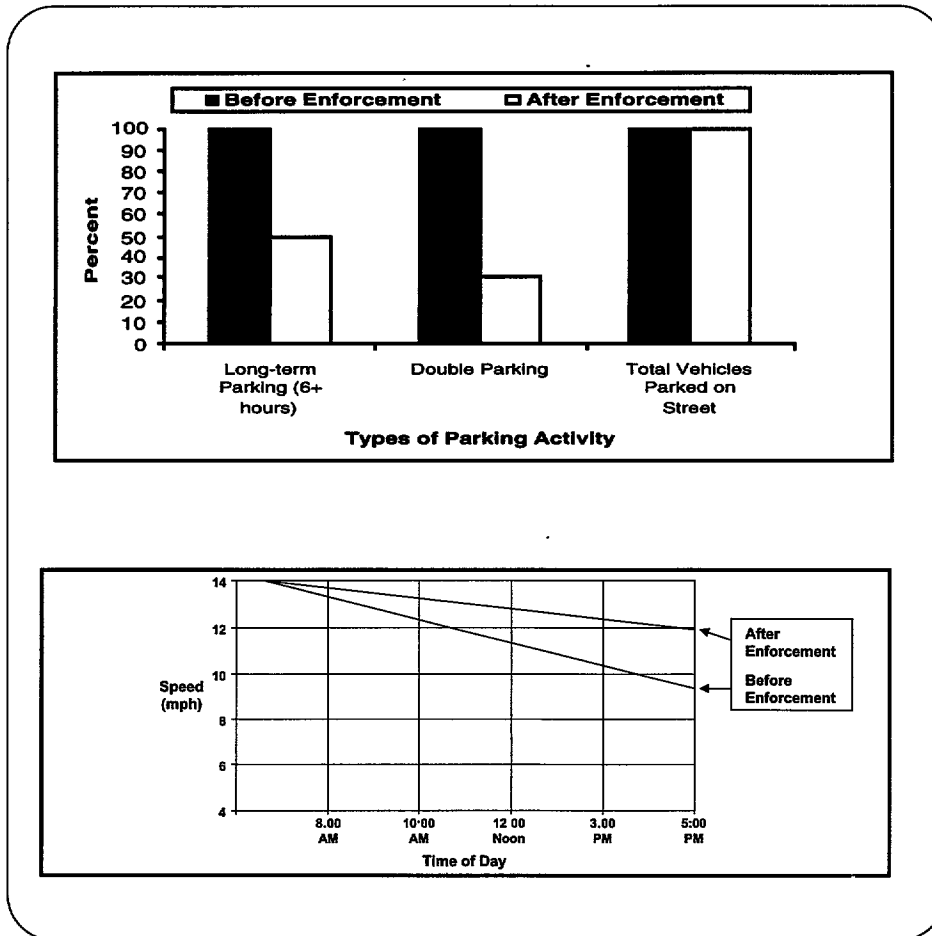 Before Enforcement After Enforcement
100
90
80
70
60
50
40
30
20
10
0
Percent
Long-term
Parking (6+
hours)
Double Parking
Total Vehicles
Parked on
Street
Types of Parking Activity
14
12
10
8
6
4
Speed
(mph)
After
Enforcement
Before
Enforcement
8.00
AM
10:00
AM
12 00
Noon
3.00
PM
5:00
PM
Time of Day